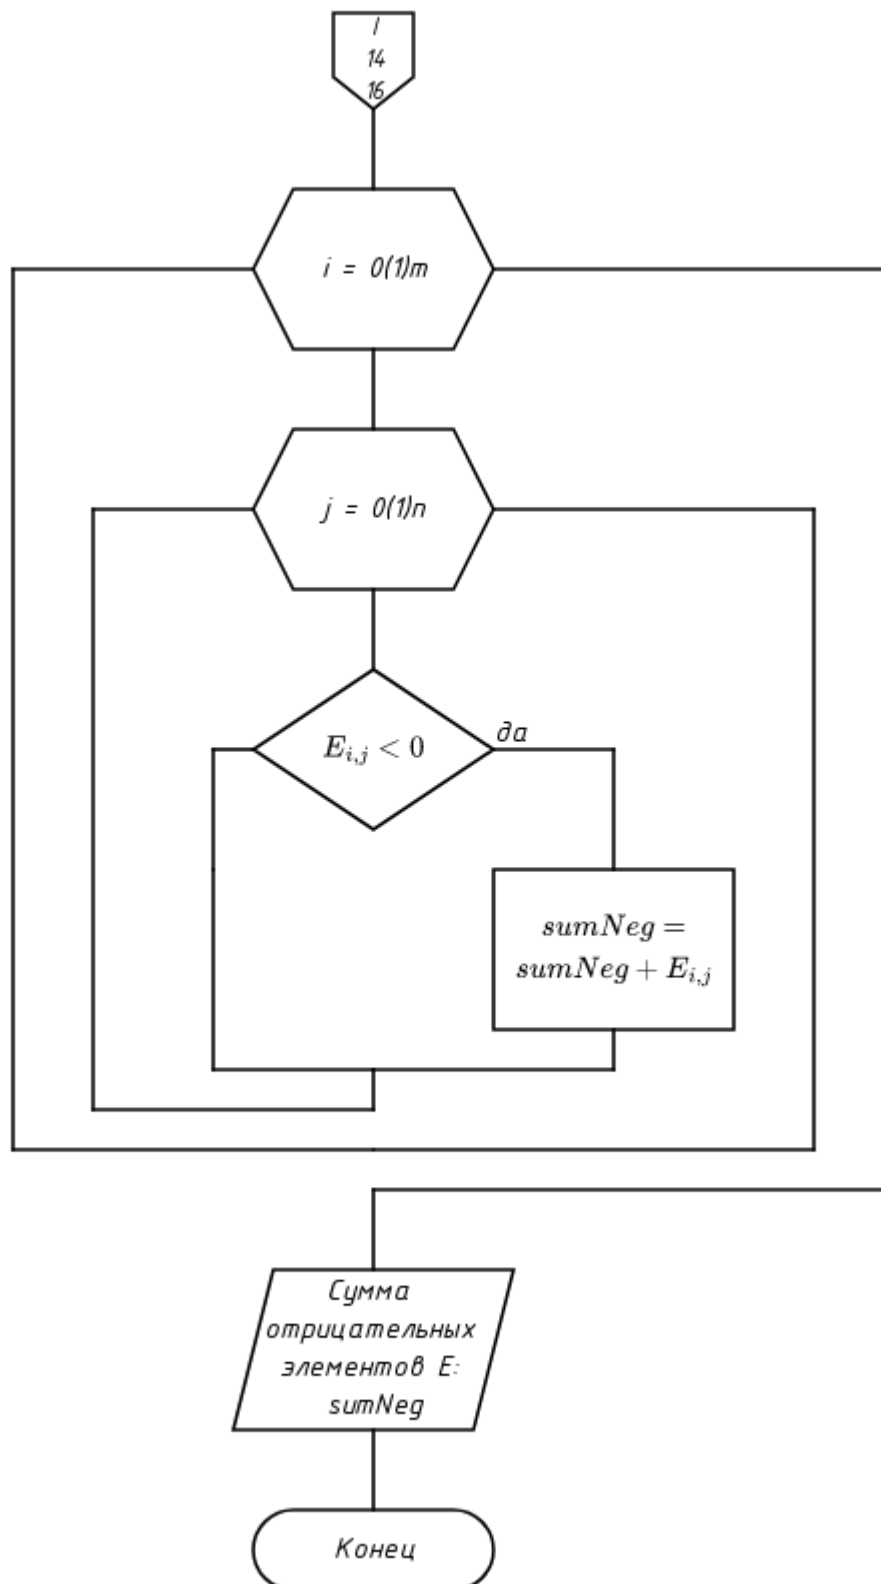 I
14
16
i = 0(1)m
j = 0(1)n
E_{i,j} < 0
да
sumNeg =
sumNeg + E_{i,j}
Сумма
отрицательных
элементов E:
sumNeg
Конец